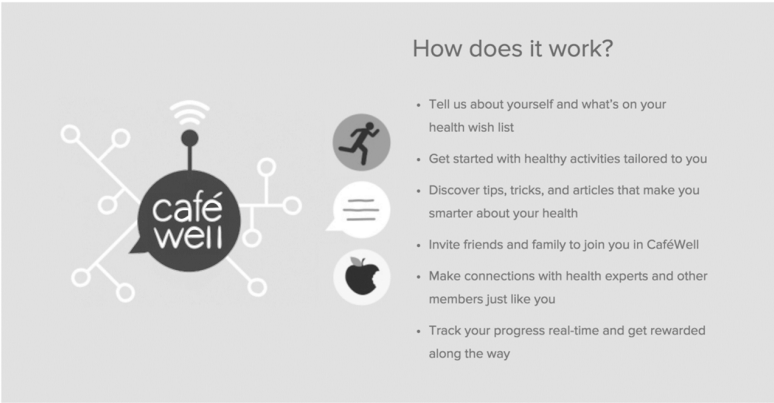 How does it work?
café
well
• Tell us about yourself and what's on your
health wish list
• Get started with healthy activities tailored to you
• Discover tips, tricks, and articles that make you
smarter about your health
• Invite friends and family to join you in CaféWell
• Make connections with health experts and other
members just like you
• Track your progress real-time and get rewarded
along the way